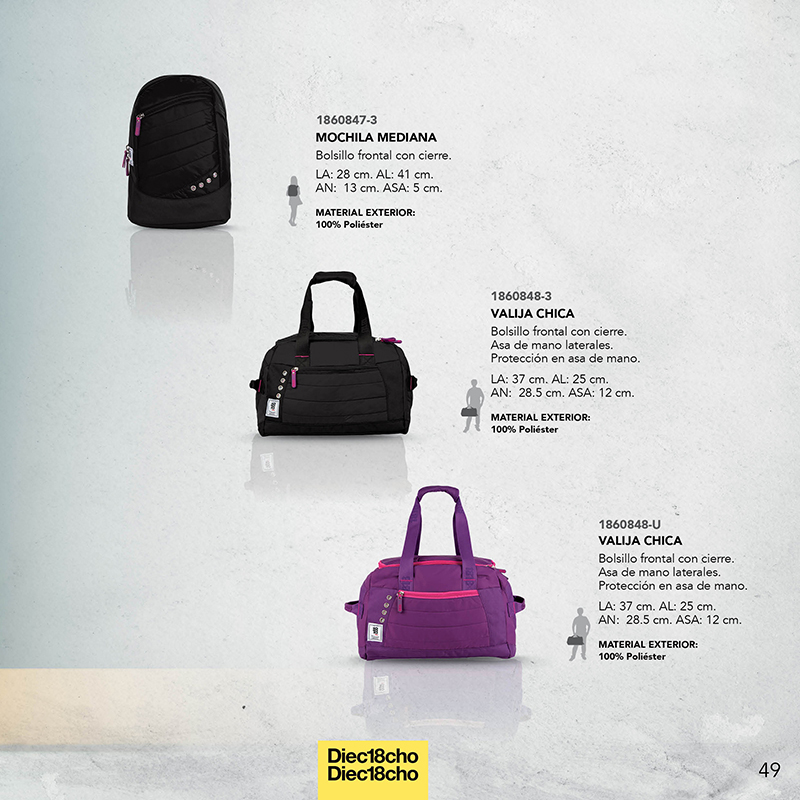 1860847-3
MOCHILA MEDIANA
Bolsillo frontal con cierre.
LA: 28 cm. AL: 41 cm.
AN: 13 cm. ASA: 5 cm.
MATERIAL EXTERIOR:
100% Poliéster
1860848-3
VALIJA CHICA
Bolsillo frontal con cierre.
Asa de mano laterales.
Protección en asa de mano.
LA: 37 cm. AL: 25 cm.
AN: 28.5 cm. ASA: 12 cm.
MATERIAL EXTERIOR:
100% Poliéster
1860848-U
VALIJA CHICA
Bolsillo frontal con cierre.
Asa de mano laterales.
Protección en asa de mano.
LA: 37 cm. AL: 25 cm.
AN: 28.5 cm. ASA: 12 cm.
MATERIAL EXTERIOR:
100% Poliéster
Diec18cho
Diec18cho
49